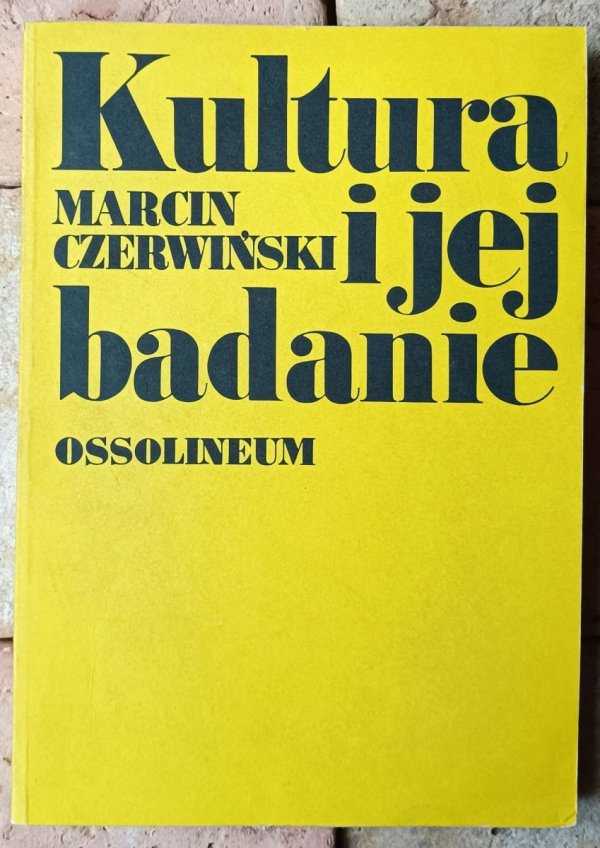 Kultura
MARCIN
CZERWIŃSKI
i jej
badanie
OSSOLINEUM